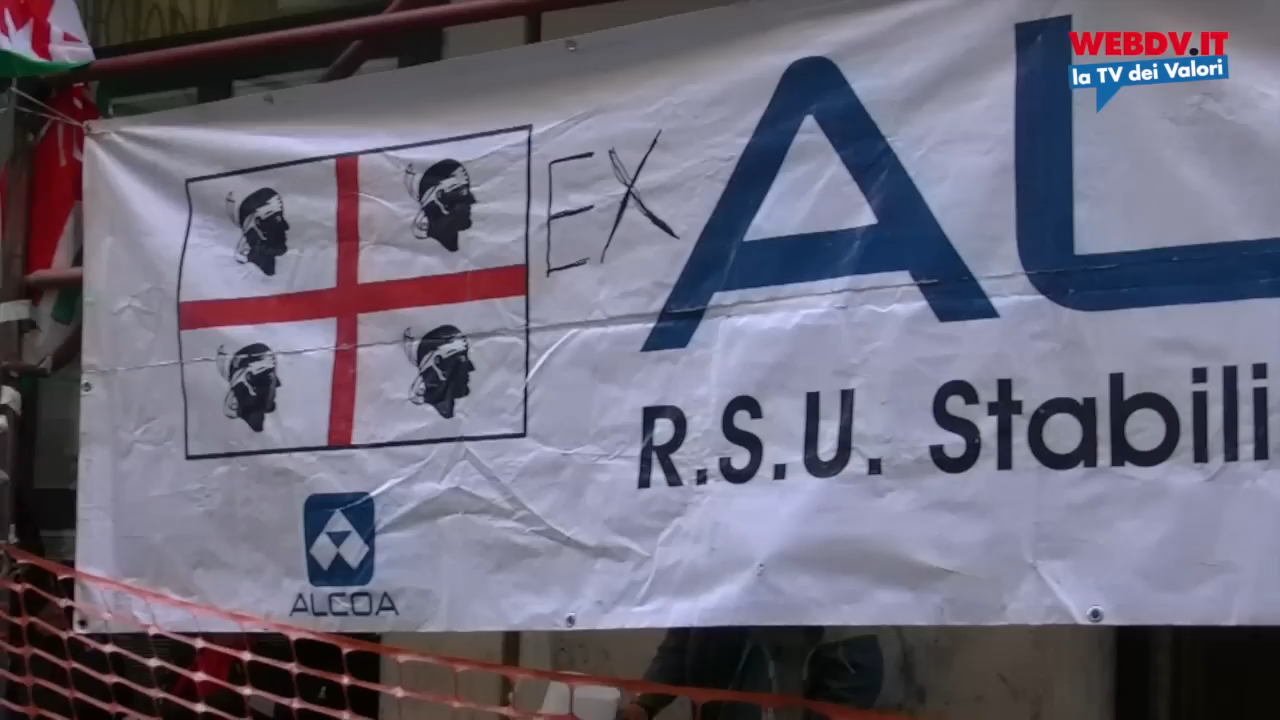 WEBDV.IT
la TV dei Valori
EX AL
R.S.U. Stabili
ALCOA